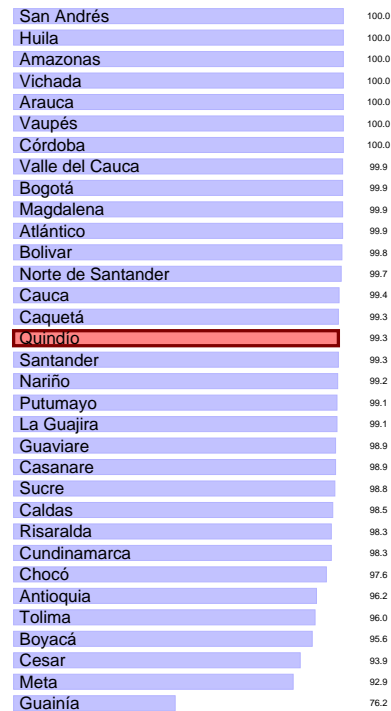 San Andrés 100.0
Huila 100.0
Amazonas 100.0
Vichada 100.0
Arauca 100.0
Vaupés 100.0
Córdoba 100.0
Valle del Cauca 99.9
Bogotá 99.9
Magdalena 99.9
Atlántico 99.9
Bolivar 99.8
Norte de Santander 99.7
Cauca 99.4
Caquetá 99.3
Quindío 99.3
Santander 99.3
Nariño 99.2
Putumayo 99.1
La Guajira 99.1
Guaviare 98.9
Casanare 98.9
Sucre 98.8
Caldas 98.5
Risaralda 98.3
Cundinamarca 98.3
Chocó 97.6
Antioquia 96.2
Tolima 96.0
Boyacá 95.6
Cesar 93.9
Meta 92.9
Guainía 76.2